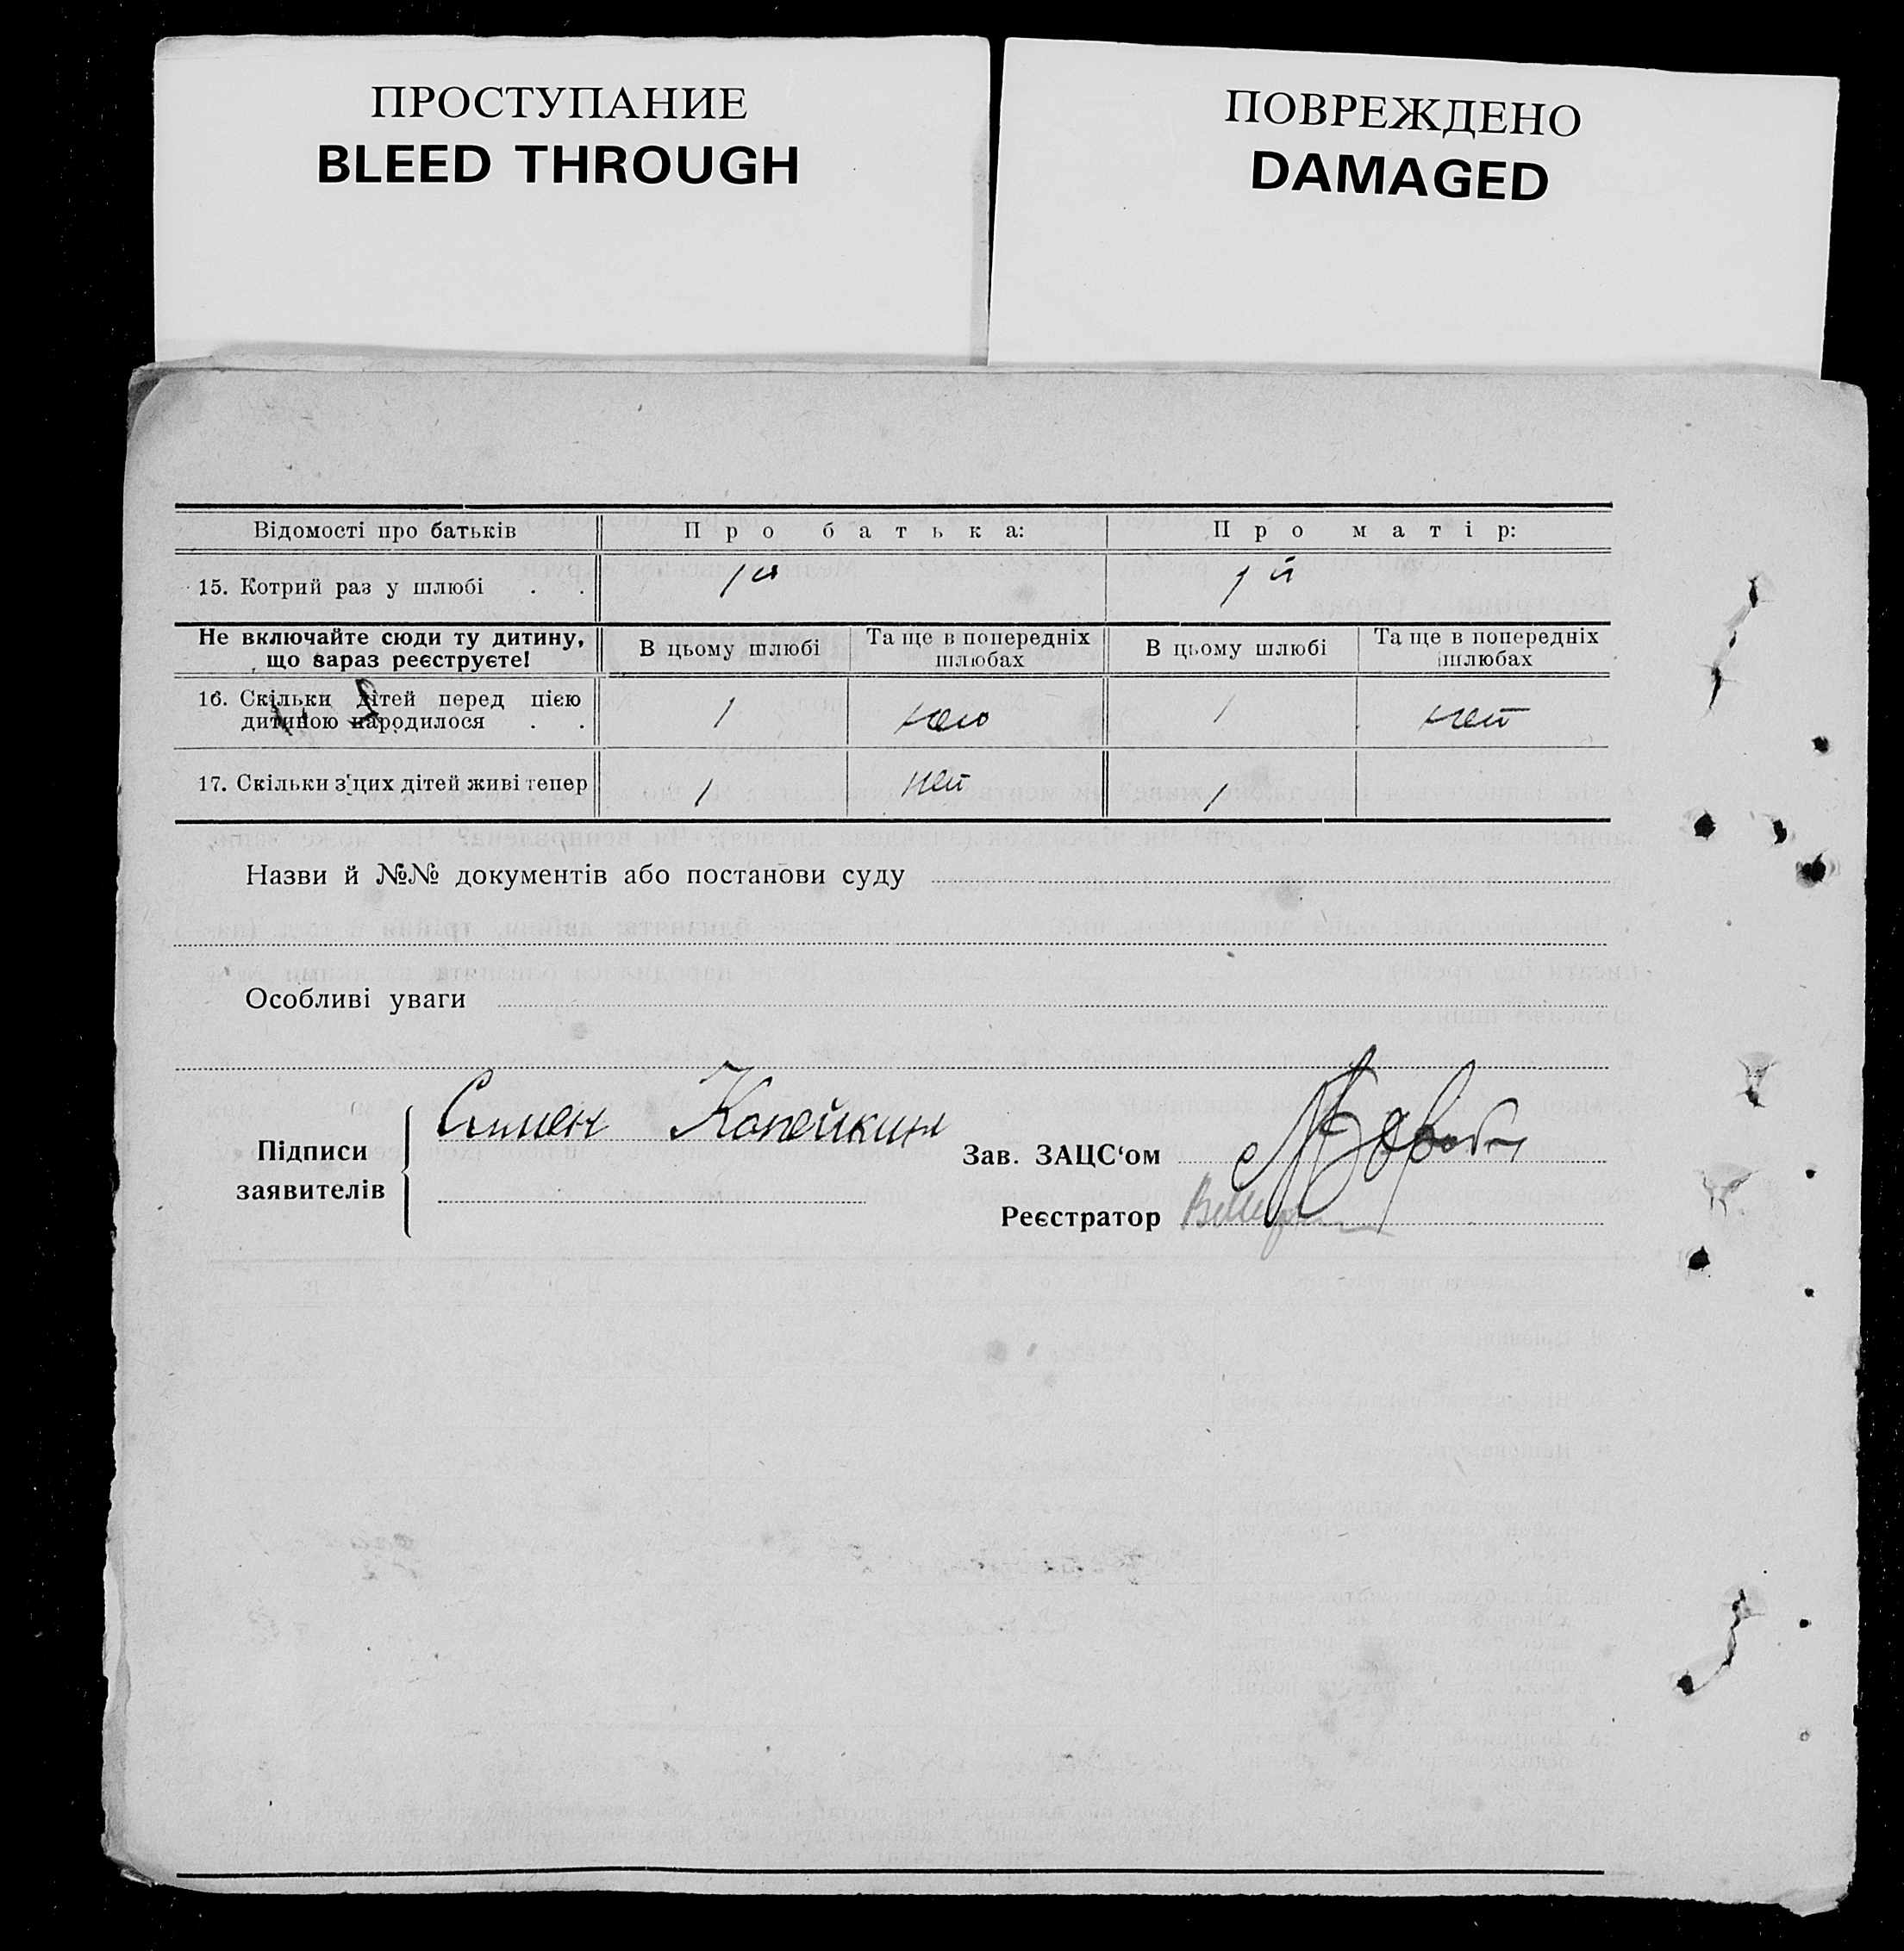 ПРОСТУПАНИЕ
BLEED THROUGH
ПОВРЕЖДЕНО
DAMAGED
Відомості про батьків Про батька: Про матір:
15. Котрий раз у шлюбі . . 1й 1й
Не включайте сюди ту дитину, що зараз реєструєте! В цьому шлюбі Та ще в попередніх шлюбах В цьому шлюбі Та ще в попередніх шлюбах
16. Скільки дітей перед цією
дитиною народилося . . 1 1 нет
17. Скільки з'цих дітей живі тепер 1 нет 1
Назви й №№ документів або постанови суду
Особливі уваги
Підписи
заявителів
Семен Копейкин
Зав. ЗАЦС‘ом
Реєстратор